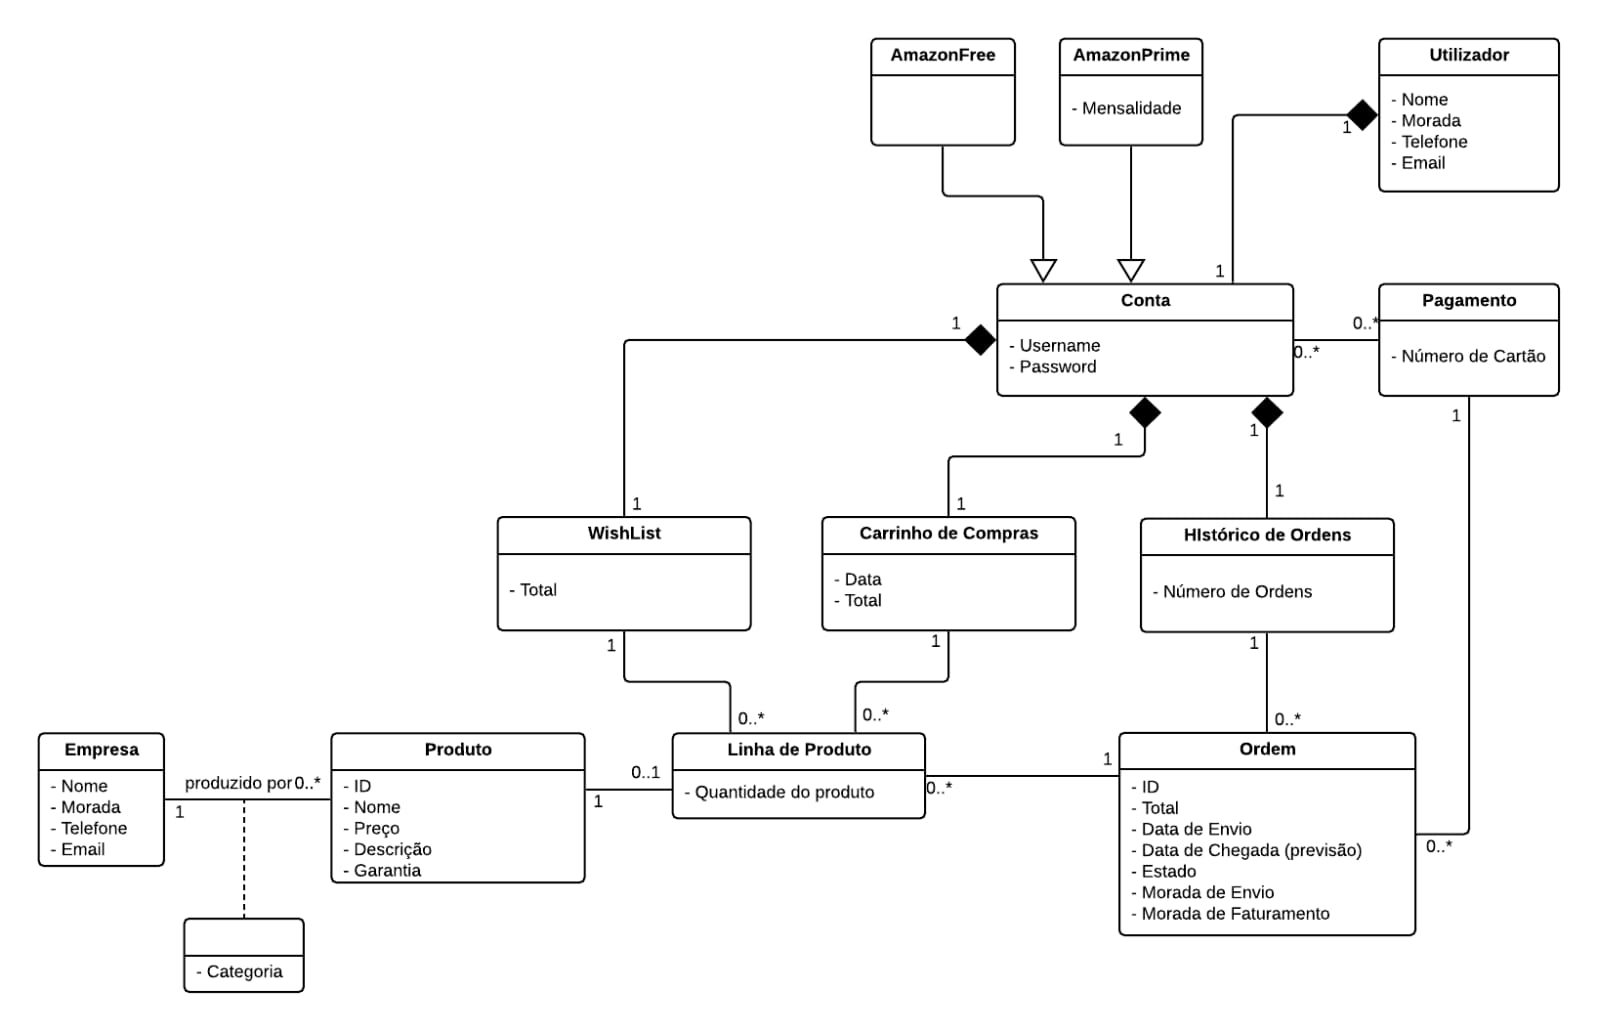 AmazonFree
AmazonPrime
- Mensalidade
Utilizador
- Nome
- Morada
- Telefone
- Email
1
1
Conta
- Username
- Password
0..*
0..*
Pagamento
- Número de Cartão
1
1
1
1
1
1
1
WishList
- Total
Carrinho de Compras
- Data
- Total
HIstórico de Ordens
- Número de Ordens
1
1
1
0..*
0..*
0..*
Empresa
- Nome
- Morada
- Telefone
- Email
produzido por 0..*
1
Produto
- ID
- Nome
- Preço
- Descrição
- Garantia
0..1
1
Linha de Produto
- Quantidade do produto
1
0..*
Ordem
- ID
- Total
- Data de Envio
- Data de Chegada (previsão)
- Estado
- Morada de Envio
- Morada de Faturamento
0..*
- Categoria